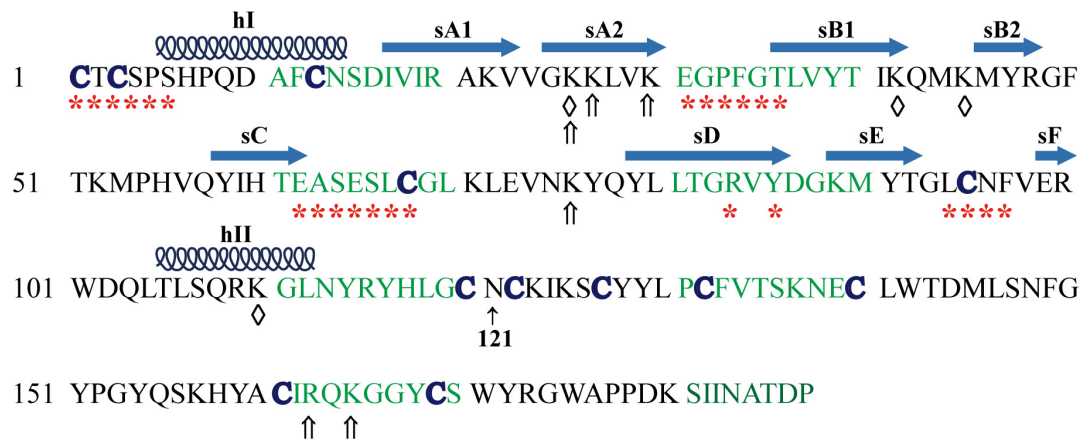 hI sA1 sA2 sB1 sB2
1 CTCSPSHPQD AFCNSDIVIR AKVVGKKLVK EGPFGTLVYT IKQMKMYRGF
****** ****** 
◊ ⇑ ⇑ ◊ ◊
⇑
sC sD sE sF
51 TKMPHVQYIH TEASESLCGL KLEVNKYQYL LTGRVYDGKM YTGLCNFVER
******* ⇑ * * ****
hII
101 WDQLTLSQRK GLNYRYHLGC NCKIKSCYYL PCFVTSKNEC LWTDMLSNFG
◊ ↑
121
151 YPGYQSKHYA CIRQKGGYCS WYRGWAPPDK SIINATDP
⇑ ⇑